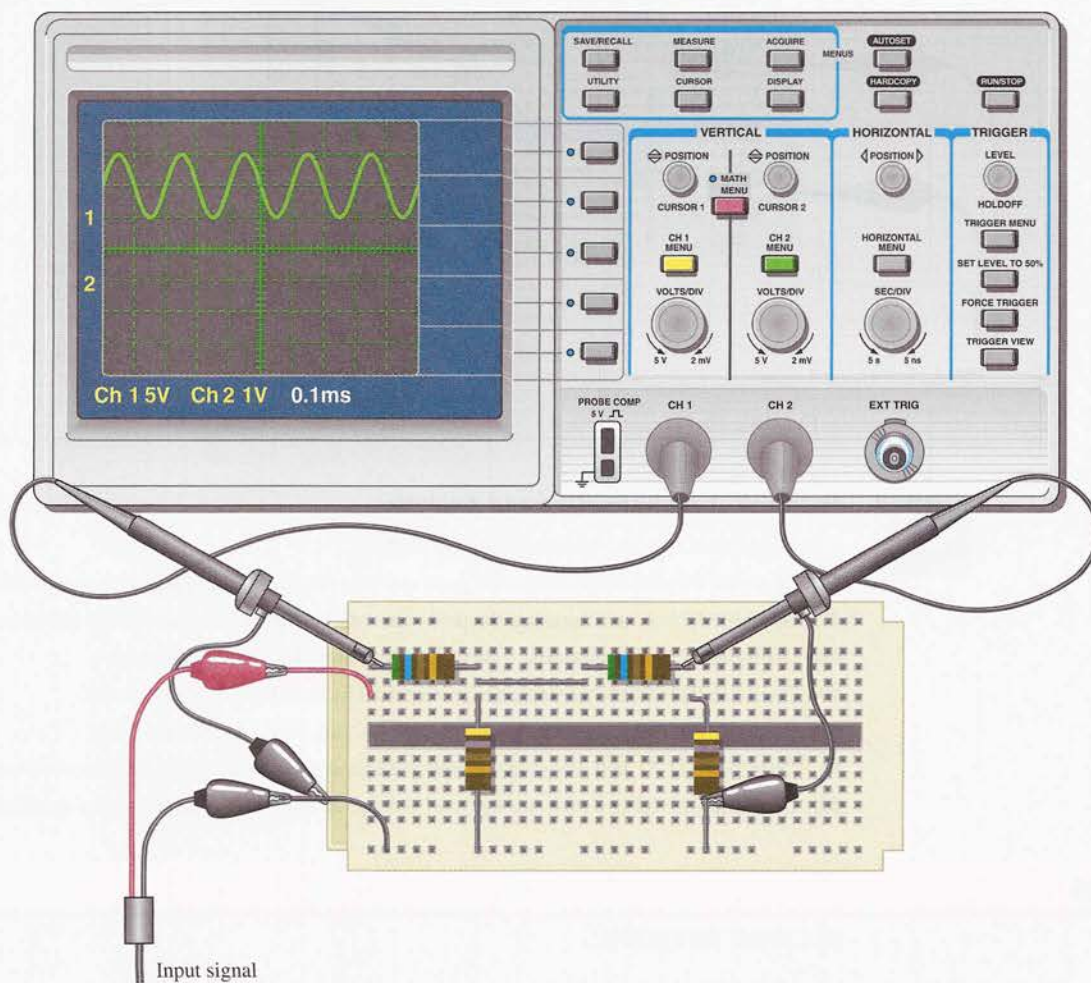 SAVE/RECALL MEASURE ACQUIRE AUTOSET
MENUS
UTILITY CURSOR DISPLAY HARDCOPY RUN/STOP
VERTICAL HORIZONTAL TRIGGER
POSITION POSITION POSITION LEVEL
MATH
MENU
CURSOR 1 CURSOR 2 HOLDOFF
TRIGGER MENU
CH 1
MENU
CH 2
MENU
HORIZONTAL
MENU
SET LEVEL TO 50%
VOLTS/DIV VOLTS/DIV SEC/DIV
FORCE TRIGGER
TRIGGER VIEW
5 V 2 mV 5 V 2 mV 5 s 5 ns
1
2
Ch 1 5V Ch 2 1V 0.1ms
PROBE COMP
5 V
CH 1 CH 2 EXT TRIG
Input signal